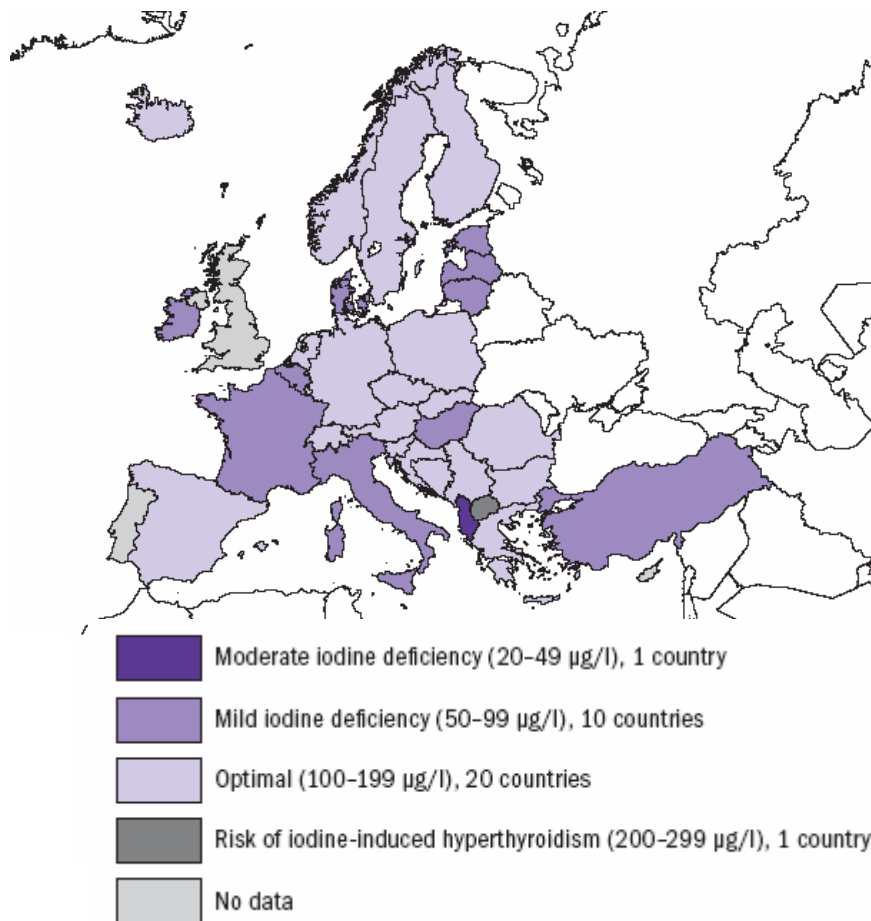 Moderate iodine deficiency (20–49 µg/l), 1 country
Mild iodine deficiency (50–99 µg/l), 10 countries
Optimal (100–199 µg/l), 20 countries
Risk of iodine-induced hyperthyroidism (200–299 µg/l), 1 country
No data